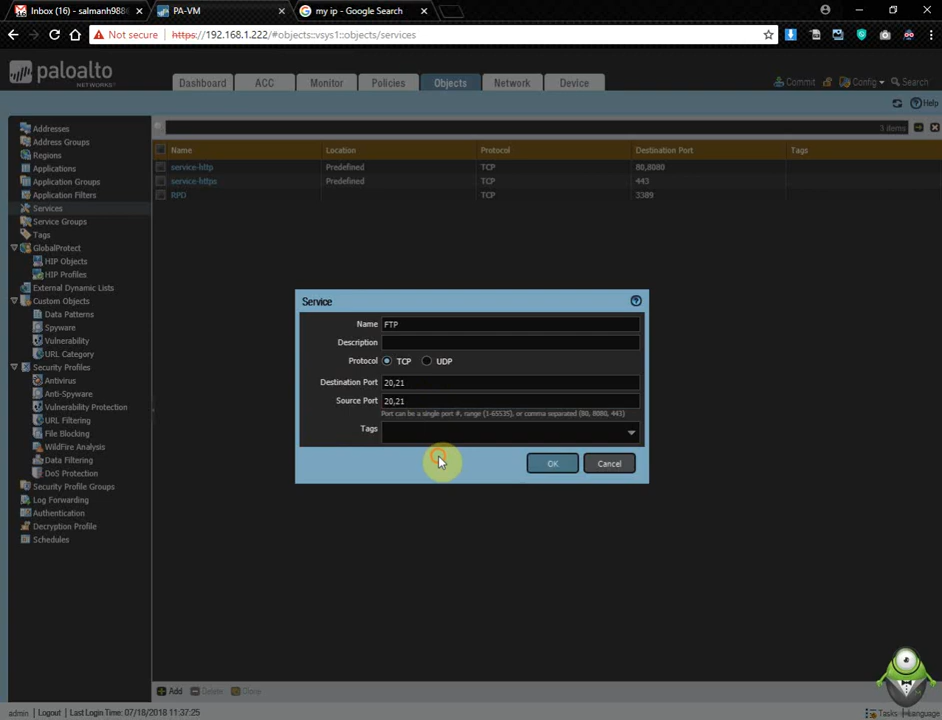 Inbox (16) - salmanh988
PA-VM
my ip - Google Search
Not secure
https://192.168.1.222/#objects::vsys1::objects/services
paloalto
NETWORKS
Dashboard
ACC
Monitor
Policies
Objects
Network
Device
Commit
Config
Search
Help
Addresses
Address Groups
Regions
Applications
Application Groups
Application Filters
Services
Service Groups
Tags
GlobalProtect
HIP Objects
HIP Profiles
External Dynamic Lists
Custom Objects
Data Patterns
Spyware
Vulnerability
URL Category
Security Profiles
Antivirus
Anti-Spyware
Vulnerability Protection
URL Filtering
File Blocking
WildFire Analysis
Data Filtering
DoS Protection
Security Profile Groups
Log Forwarding
Authentication
Decryption Profile
Schedules
3 items
Name Location Protocol Destination Port Tags
service-http Predefined TCP 80,8080
service-https Predefined TCP 443
RPD TCP 3389
Service
Name FTP
Description
Protocol TCP UDP
Destination Port 20,21
Source Port 20,21
Port can be a single port #, range (1-65535), or comma separated (80, 8080, 443)
Tags
OK
Cancel
Add Delete Clone
admin | Logout | Last Login Time: 07/18/2018 11:37:25
Tasks | Language